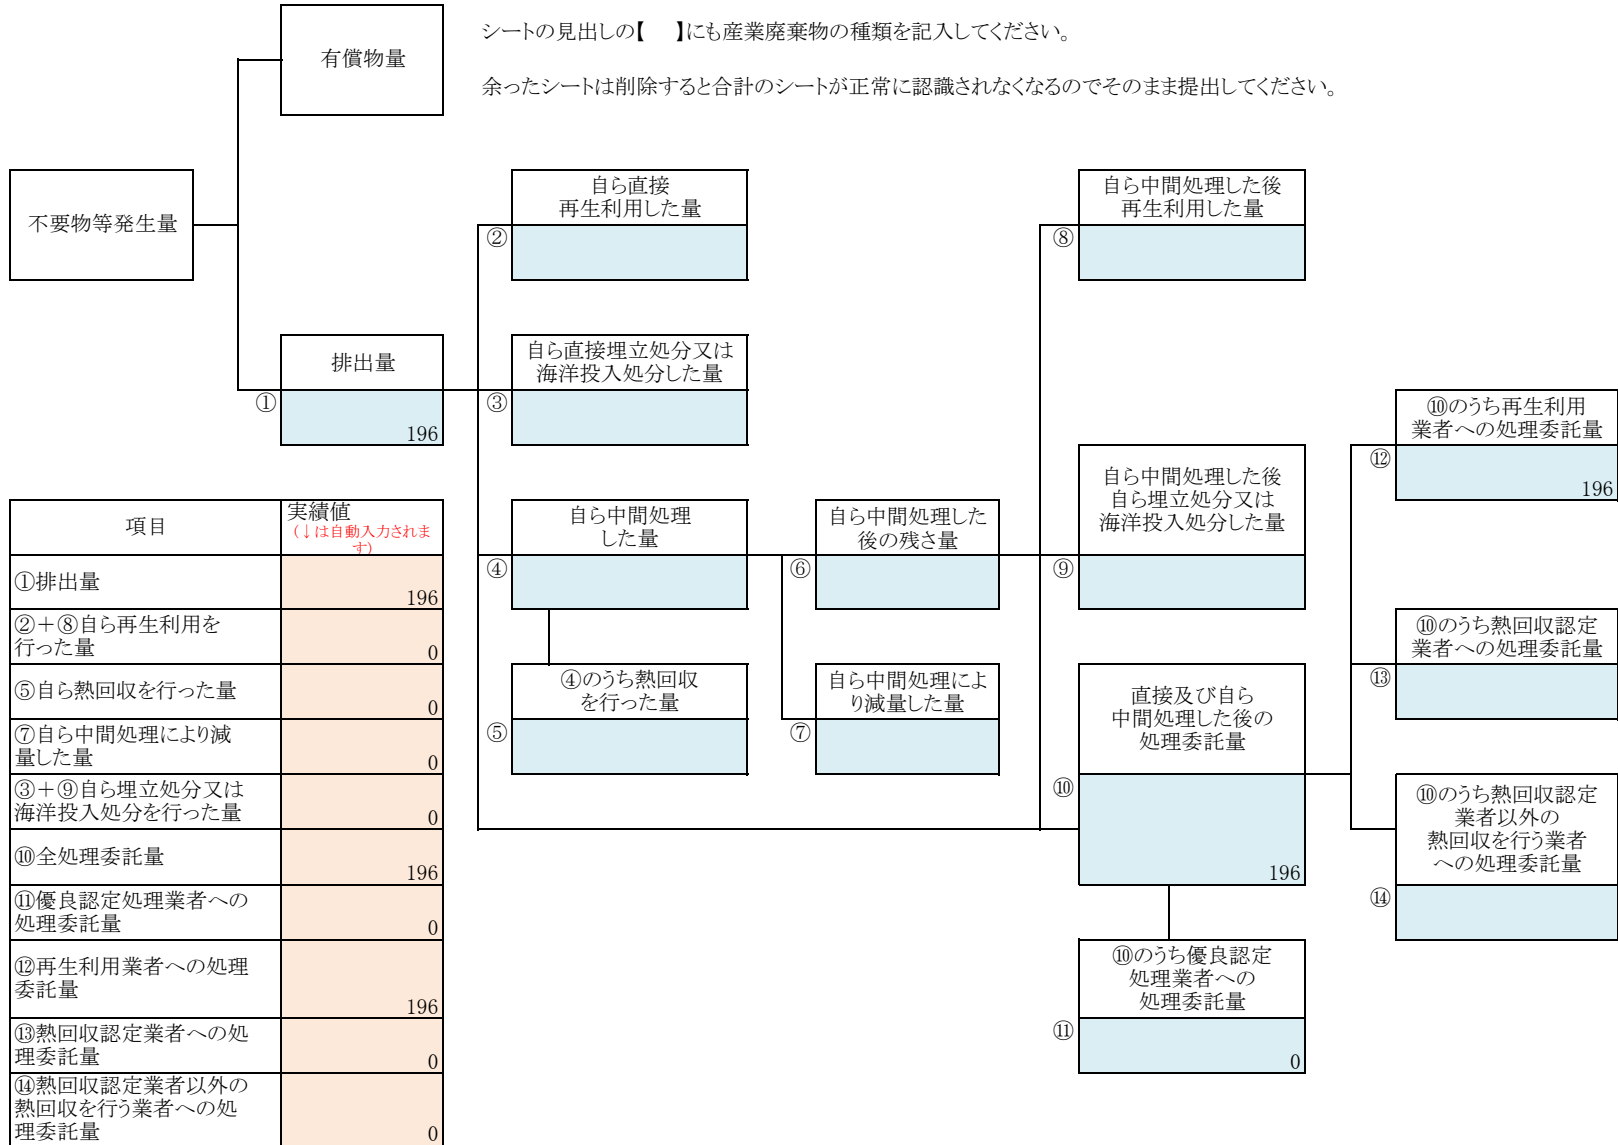 シートの見出しの【　】にも産業廃棄物の種類を記入してください。
有償物量
余ったシートは削除すると合計のシートが正常に認識されなくなるのでそのまま提出してください。
不要物等発生量
自ら直接
再生利用した量
②
自ら中間処理した後
再生利用した量
⑧
排出量
①
196
自ら直接埋立処分又は
海洋投入処分した量
③
⑩のうち再生利用
業者への処理委託量
⑫
196
自ら中間処理
した量
④
自ら中間処理した
後の残さ量
⑥
自ら中間処理した後
自ら埋立処分又は
海洋投入処分した量
⑨
④のうち熱回収
を行った量
⑤
自ら中間処理によ
り減量した量
⑦
直接及び自ら
中間処理した後の
処理委託量
⑩
196
⑩のうち熱回収認定
業者への処理委託量
⑬
⑩のうち熱回収認定
業者以外の
熱回収を行う業者
への処理委託量
⑭
⑩のうち優良認定
処理業者への
処理委託量
⑪
0
項目
実績値
(↓は自動入力されま
す)
①排出量
196
②+⑧自ら再生利用を
行った量
0
⑤自ら熱回収を行った量
0
⑦自ら中間処理により減
量した量
0
③+⑨自ら埋立処分又は
海洋投入処分を行った量
0
⑩全処理委託量
196
⑪優良認定処理業者への
処理委託量
0
⑫再生利用業者への処理
委託量
196
⑬熱回収認定業者への処
理委託量
0
⑭熱回収認定業者以外の
熱回収を行う業者への処
理委託量
0